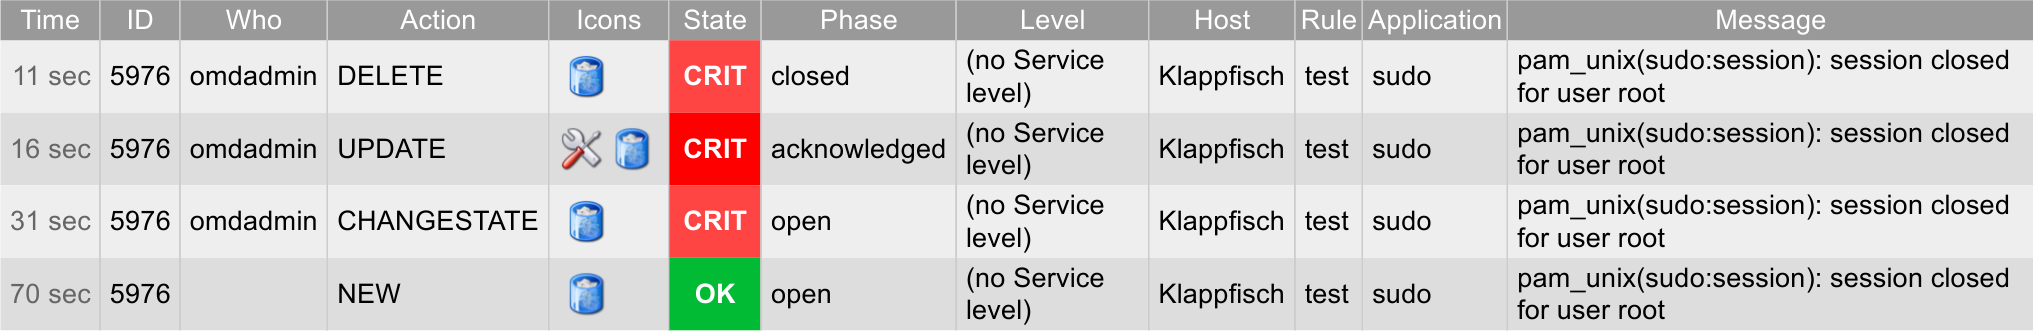 Time ID Who Action Icons State Phase Level Host Rule Application Message
11 sec 5976 omdadmin DELETE CRIT closed (no Service level) Klappfisch test sudo pam_unix(sudo:session): session closed for user root
16 sec 5976 omdadmin UPDATE CRIT acknowledged (no Service level) Klappfisch test sudo pam_unix(sudo:session): session closed for user root
31 sec 5976 omdadmin CHANGESTATE CRIT open (no Service level) Klappfisch test sudo pam_unix(sudo:session): session closed for user root
70 sec 5976 NEW OK open (no Service level) Klappfisch test sudo pam_unix(sudo:session): session closed for user root